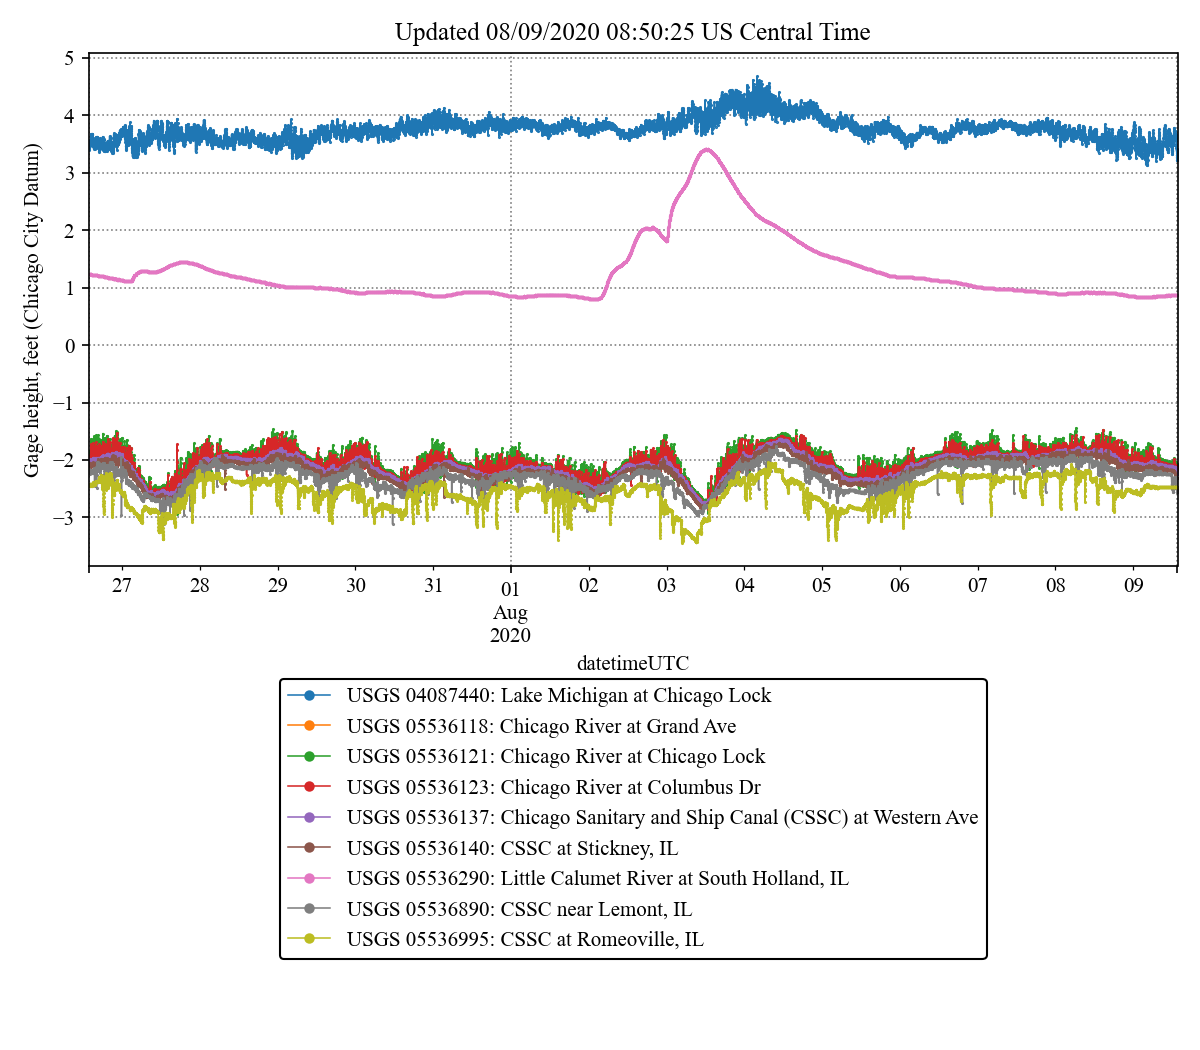 Updated 08/09/2020 08:50:25 US Central Time
Gage height, feet (Chicago City Datum)
5
4
3
2
1
0
−1
−2
−3
27 28 29 30 31 01 02 03 04 05 06 07 08 09
Aug
2020
datetimeUTC
USGS 04087440: Lake Michigan at Chicago Lock
USGS 05536118: Chicago River at Grand Ave
USGS 05536121: Chicago River at Chicago Lock
USGS 05536123: Chicago River at Columbus Dr
USGS 05536137: Chicago Sanitary and Ship Canal (CSSC) at Western Ave
USGS 05536140: CSSC at Stickney, IL
USGS 05536290: Little Calumet River at South Holland, IL
USGS 05536890: CSSC near Lemont, IL
USGS 05536995: CSSC at Romeoville, IL